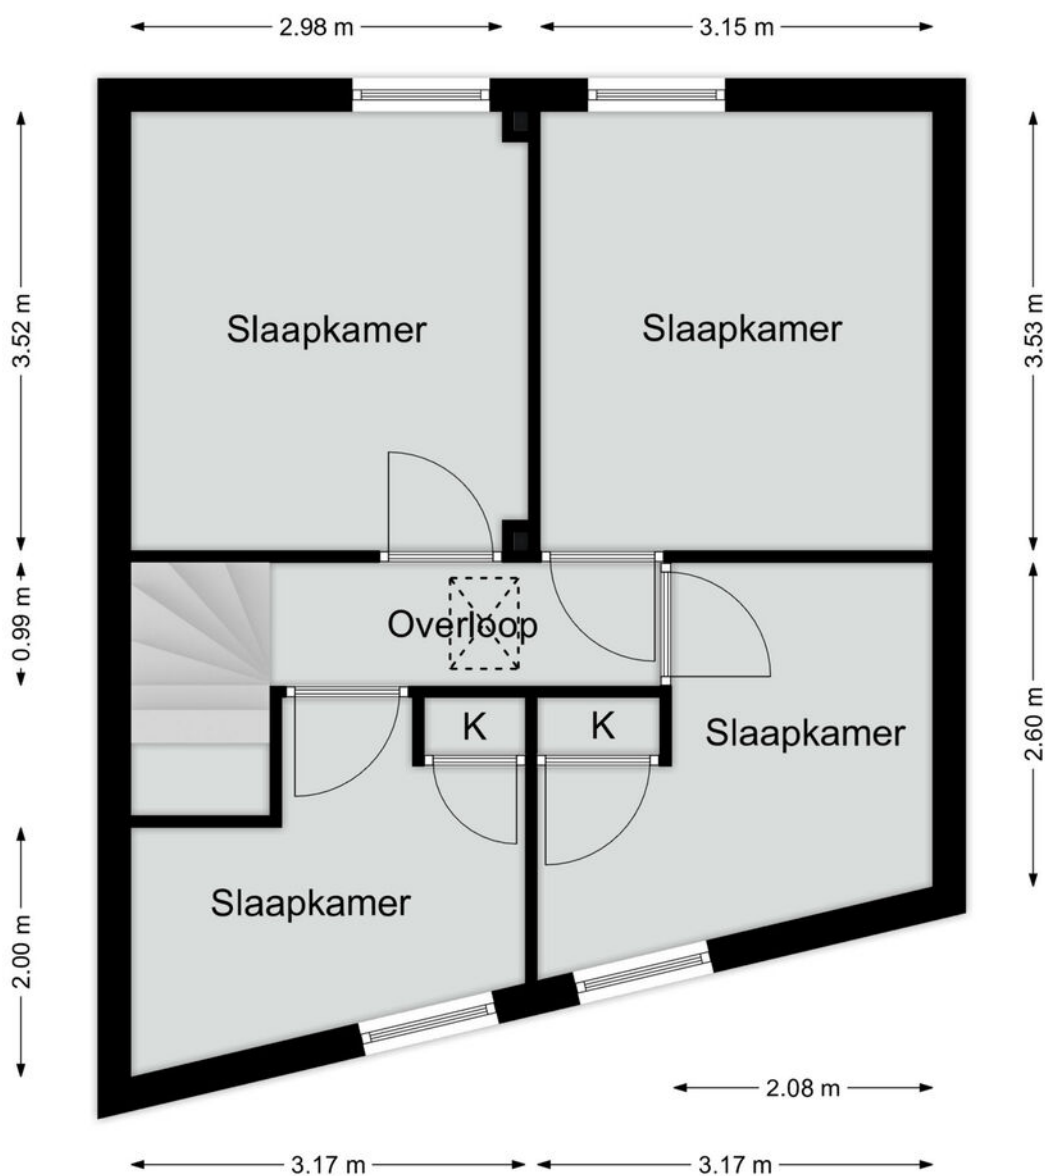 2.98 m
3.15 m
3.52 m
3.53 m
Slaapkamer
Slaapkamer
0.99 m
Overloop
2.60 m
K
K
Slaapkamer
Slaapkamer
2.00 m
2.08 m
3.17 m
3.17 m